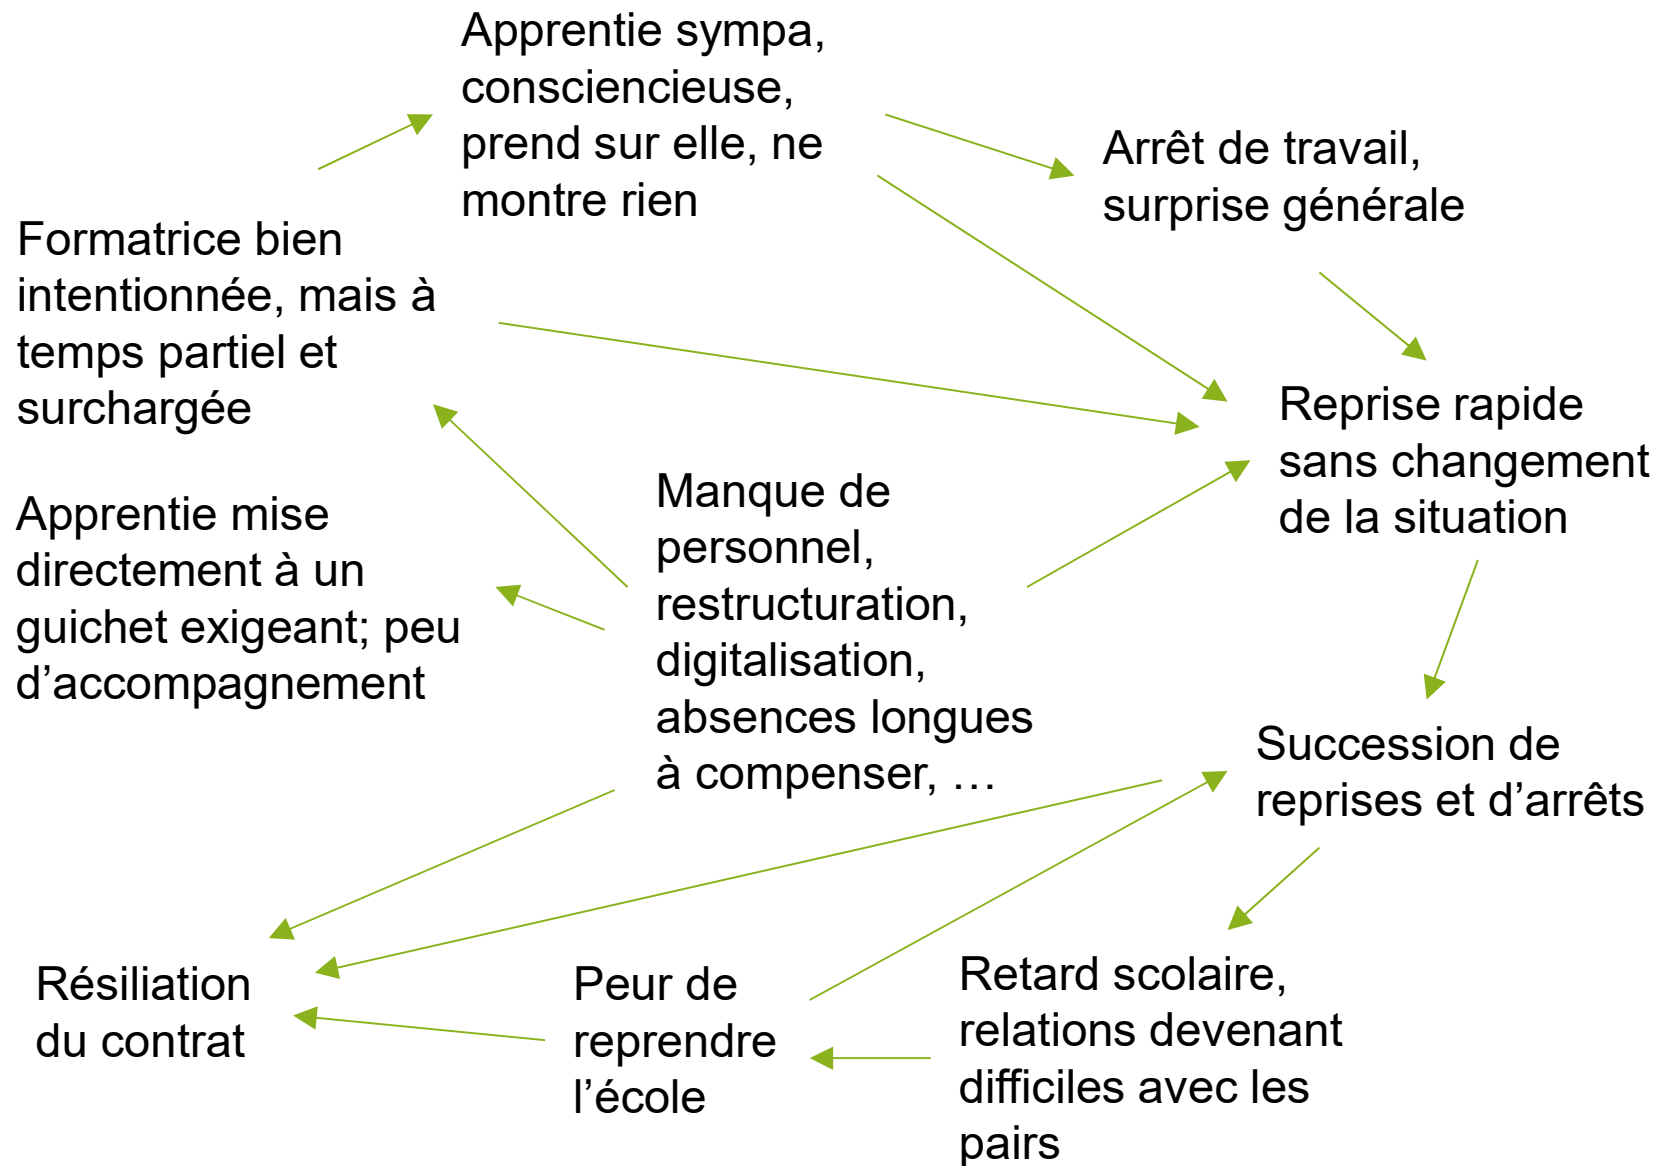 Apprentie sympa,
consciencieuse,
prend sur elle, ne
montre rien
Arrêt de travail,
surprise générale
Formatrice bien
intentionnée, mais à
temps partiel et
surchargée
Reprise rapide
sans changement
de la situation
Manque de
personnel,
restructuration,
digitalisation,
absences longues
à compenser, …
Apprentie mise
directement à un
guichet exigeant; peu
d’accompagnement
Succession de
reprises et d’arrêts
Résiliation
du contrat
Peur de
reprendre
l’école
Retard scolaire,
relations devenant
difficiles avec les
pairs